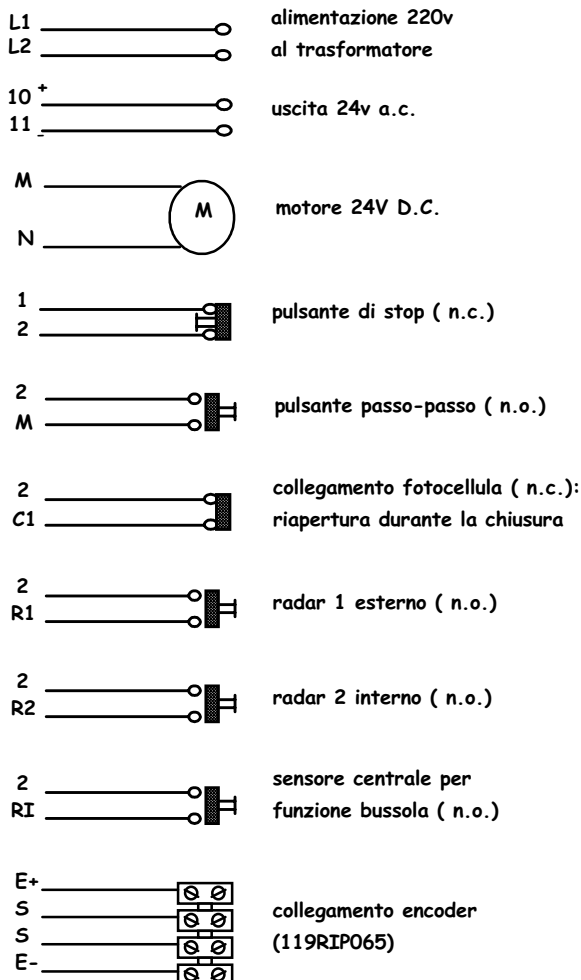 L1
L2
alimentazione 220v
al trasformatore
10 +
11 -
uscita 24v a.c.
M
N
M
motore 24V D.C.
1
2
pulsante di stop ( n.c.)
2
M
pulsante passo-passo ( n.o.)
2
C1
collegamento fotocellula ( n.c.):
riapertura durante la chiusura
2
R1
radar 1 esterno ( n.o.)
2
R2
radar 2 interno ( n.o.)
2
RI
sensore centrale per
funzione bussola ( n.o.)
E+
S
S
E-
collegamento encoder
(119RIP065)